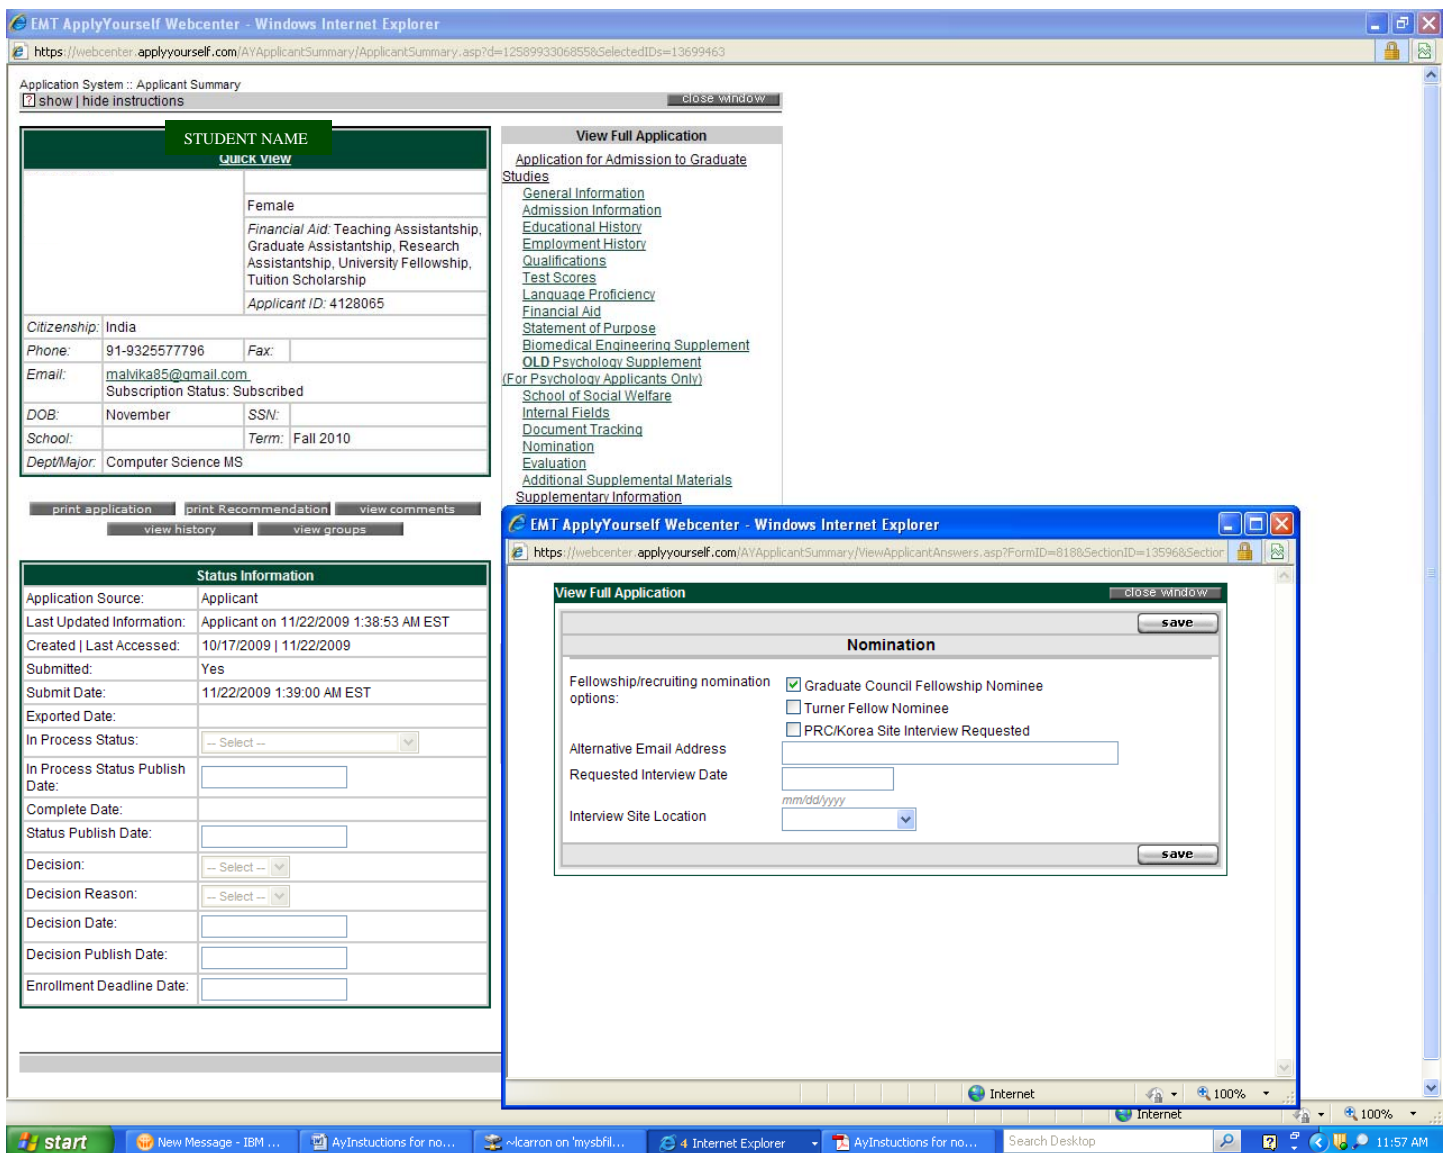 EMT ApplyYourself Webcenter - Windows Internet Explorer
https://webcenter.applyyourself.com/AYApplicantSummary/ApplicantSummary.asp?d=125899330685​5&SelectedIDs=13699463
Application System :: Applicant Summary
? show | hide instructions
close window
STUDENT NAME
Quick View
Female
Financial Aid: Teaching Assistantship,
Graduate Assistantship, Research
Assistantship, University Fellowship,
Tuition Scholarship
Applicant ID: 4128065
Citizenship: India
Phone: 91-9325577796 Fax:
Email: malvika85@gmail.com
Subscription Status: Subscribed
DOB: November SSN:
School: Term: Fall 2010
Dept/Major: Computer Science MS
print application print Recommendation view comments
view history view groups
Status Information
Application Source: Applicant
Last Updated Information: Applicant on 11/22/2009 1:38:53 AM EST
Created | Last Accessed: 10/17/2009 | 11/22/2009
Submitted: Yes
Submit Date: 11/22/2009 1:39:00 AM EST
Exported Date:
In Process Status: -- Select --
In Process Status Publish
Date:
Complete Date:
Status Publish Date:
Decision: -- Select --
Decision Reason: -- Select --
Decision Date:
Decision Publish Date:
Enrollment Deadline Date:
View Full Application
Application for Admission to Graduate
Studies
General Information
Admission Information
Educational History
Employment History
Qualifications
Test Scores
Language Proficiency
Financial Aid
Statement of Purpose
Biomedical Engineering Supplement
OLD Psychology Supplement
(For Psychology Applicants Only)
School of Social Welfare
Internal Fields
Document Tracking
Nomination
Evaluation
Additional Supplemental Materials
Supplementary Information
EMT ApplyYourself Webcenter - Windows Internet Explorer
https://webcenter.applyyourself.com/AYApplicantSummary/ViewApplicantAnswers.asp?FormID=818&SectionID=13596&Section
View Full Application
close window
save
Nomination
Fellowship/recruiting nomination
options:
Graduate Council Fellowship Nominee
Turner Fellow Nominee
PRC/Korea Site Interview Requested
Alternative Email Address
Requested Interview Date
mm/dd/yyyy
Interview Site Location
save
Internet 100%
Internet 100%
start New Message - IBM ... AyInstuctions for no... ~lcarron on 'mysbfil... 4 Internet Explorer AyInstuctions for no... Search Desktop 11:57 AM